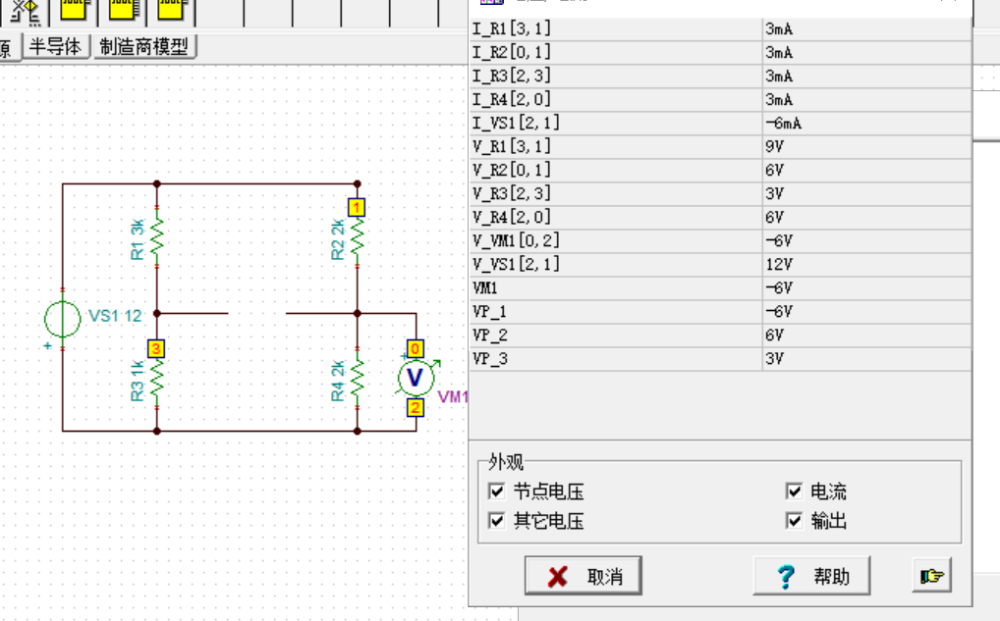 源 半导体 制造商模型
I_R1[3,1] 3mA
I_R2[0,1] 3mA
I_R3[2,3] 3mA
I_R4[2,0] 3mA
I_VS1[2,1] -6mA
V_R1[3,1] 9V
V_R2[0,1] 6V
V_R3[2,3] 3V
V_R4[2,0] 6V
V_VM1[0,2] -6V
V_VS1[2,1] 12V
VM1 -6V
VP_1 -6V
VP_2 6V
VP_3 3V
1
R1 3k
R2 2k
VS1 12
+
3
0
+
R3 1k
R4 2k
V
VM1
2
外观
节点电压 电流
其它电压 输出
取消 ? 帮助